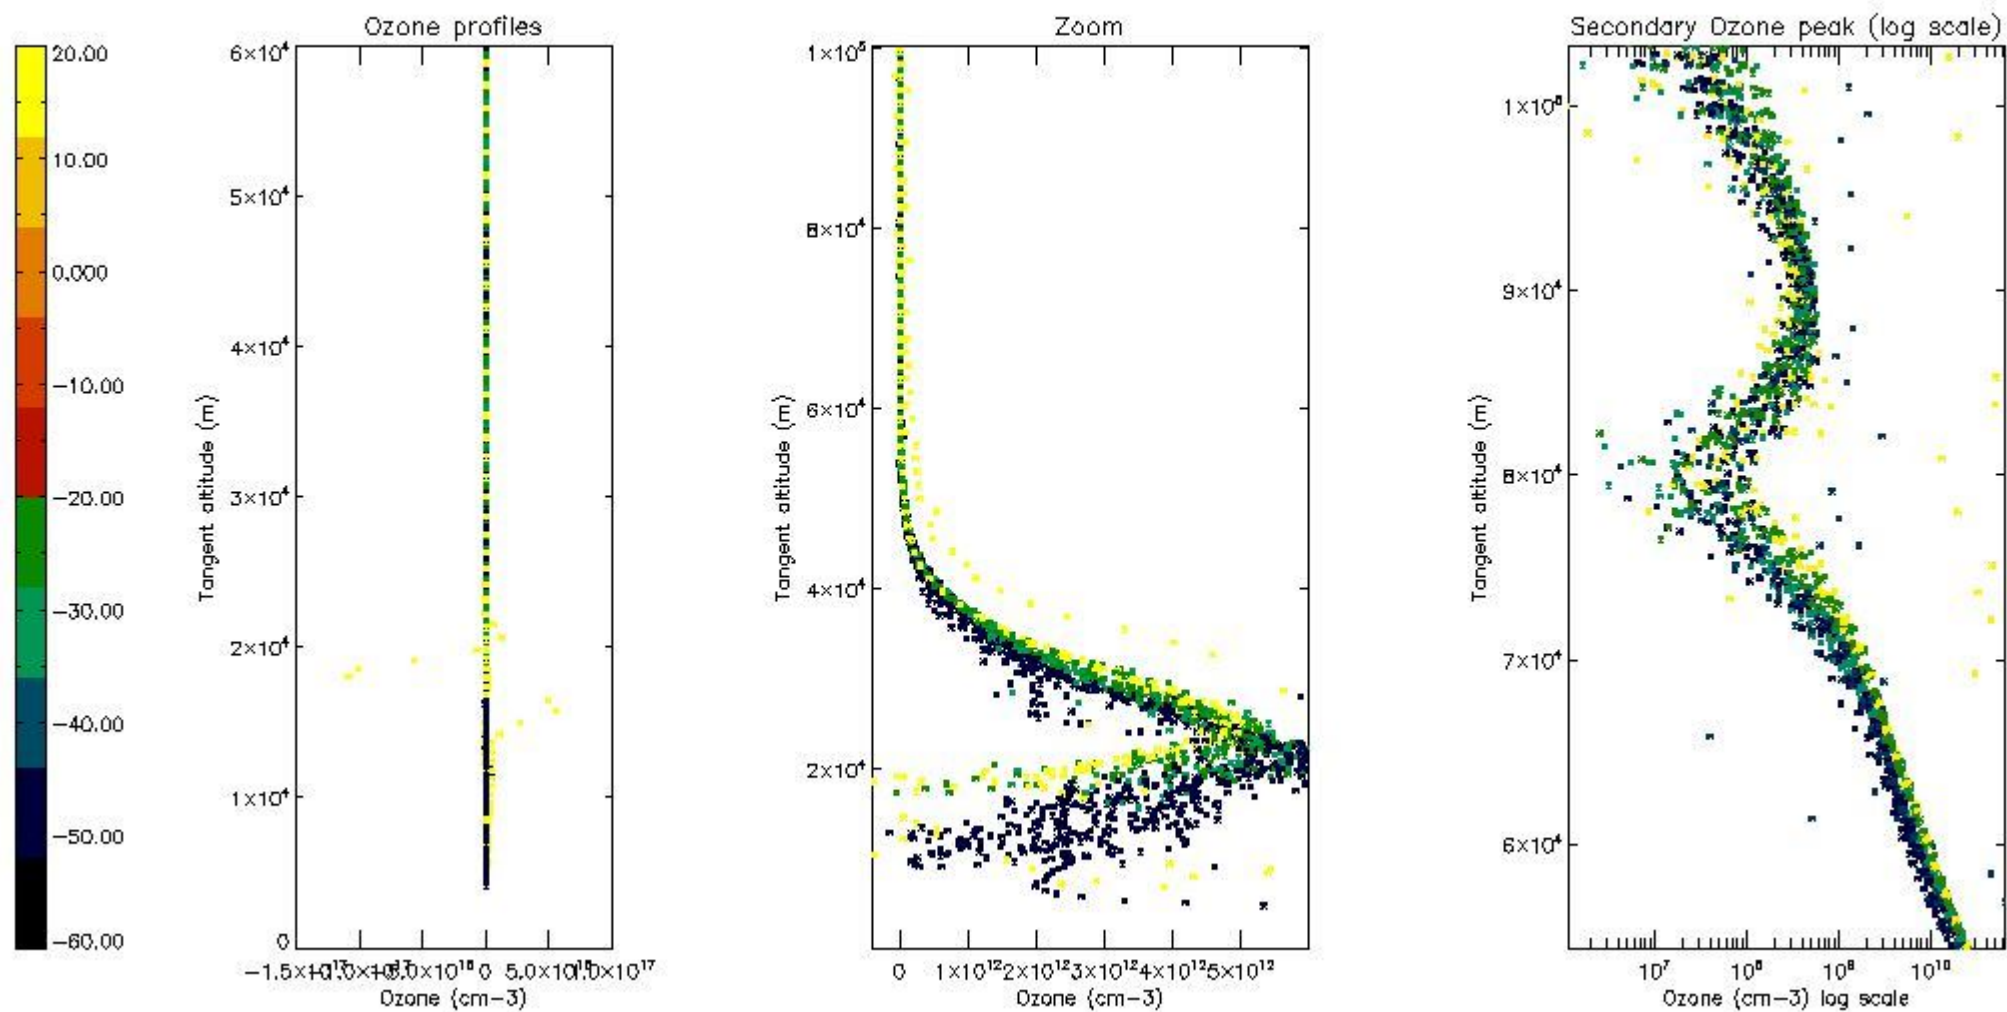 Ozone profiles
Zoom
Secondary Ozone peak (log scale)
20.00
10.00
0.000
−10.00
−20.00
−30.00
−40.00
−50.00
−60.00
6×10⁴
5×10⁴
4×10⁴
3×10⁴
2×10⁴
1×10⁴
0
Tangent altitude (m)
0
Ozone (cm−3)
1×10⁵
8×10⁴
6×10⁴
4×10⁴
2×10⁴
Tangent altitude (m)
0 1×10¹² 2×10¹² 3×10¹² 4×10¹² 5×10¹²
Ozone (cm−3)
1×10⁵
9×10⁴
8×10⁴
7×10⁴
6×10⁴
Tangent altitude (m)
10⁷ 10⁸ 10⁹ 10¹⁰
Ozone (cm−3) log scale